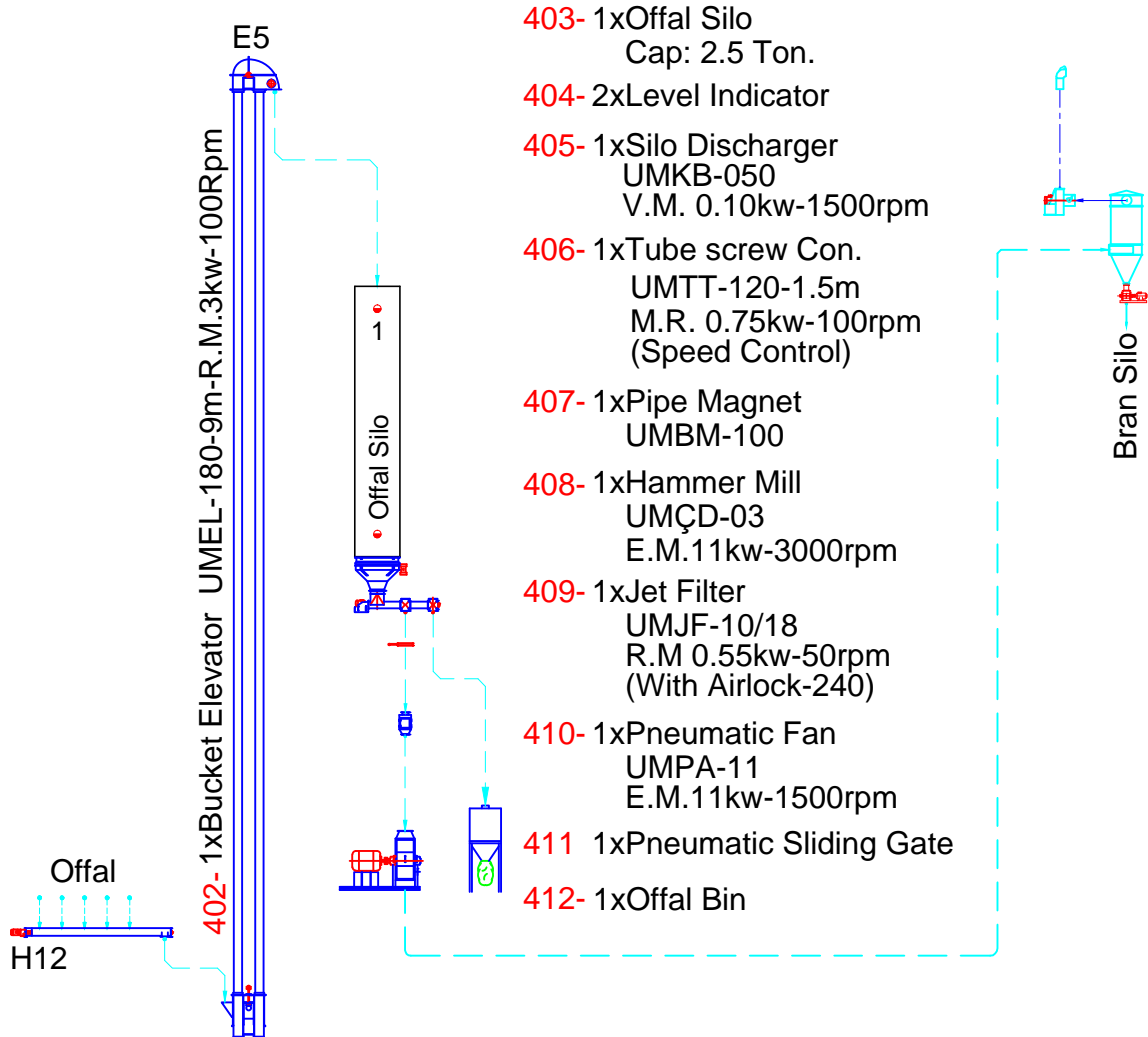 E5
402- 1xBucket Elevator UMEL-180-9m-R.M.3kw-100Rpm
Offal
H12
1
Offal Silo
403- 1xOffal Silo
Cap: 2.5 Ton.
404- 2xLevel Indicator
405- 1xSilo Discharger
UMKB-050
V.M. 0.10kw-1500rpm
406- 1xTube screw Con.
UMTT-120-1.5m
M.R. 0.75kw-100rpm
(Speed Control)
407- 1xPipe Magnet
UMBM-100
408- 1xHammer Mill
UMÇD-03
E.M.11kw-3000rpm
409- 1xJet Filter
UMJF-10/18
R.M 0.55kw-50rpm
(With Airlock-240)
410- 1xPneumatic Fan
UMPA-11
E.M.11kw-1500rpm
411 1xPneumatic Sliding Gate
412- 1xOffal Bin
Bran Silo